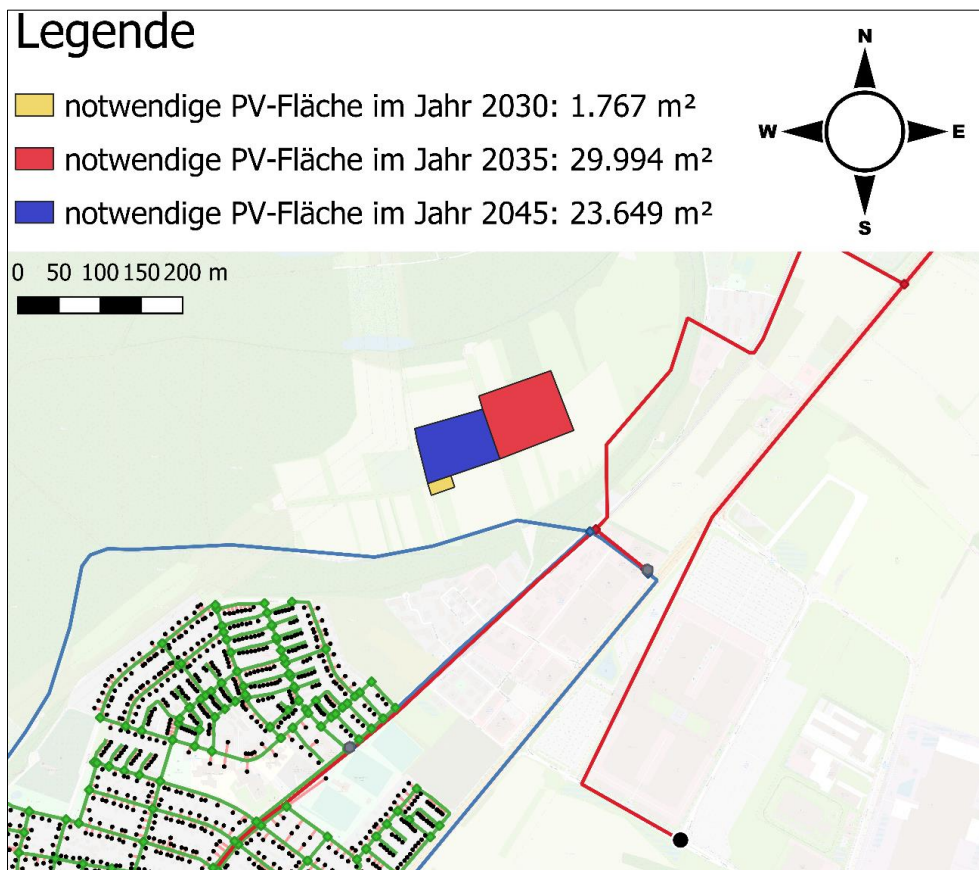 Legende
N
notwendige PV-Fläche im Jahr 2030: 1.767 m²
W E
notwendige PV-Fläche im Jahr 2035: 29.994 m²
notwendige PV-Fläche im Jahr 2045: 23.649 m²
S
0 50 100 150 200 m